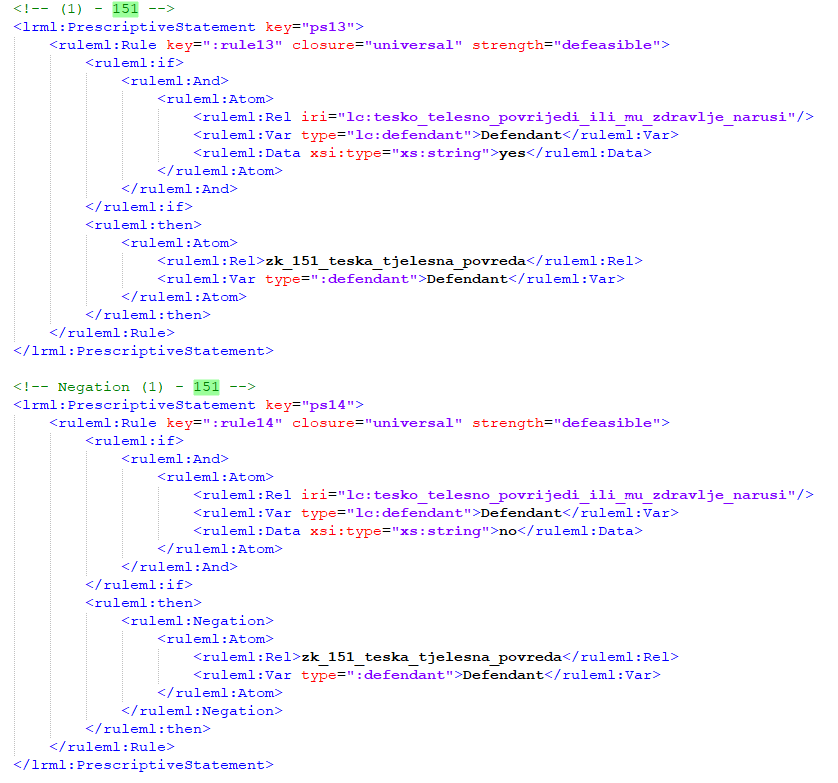 <!-- (1) - 151 -->
<lrml:PrescriptiveStatement key="ps13">
    <ruleml:Rule key=":rule13" closure="universal" strength="defeasible">
        <ruleml:if>
            <ruleml:And>
                <ruleml:Atom>
                    <ruleml:Rel iri="lc:tesko_telesno_povrijedi_ili_mu_zdravlje_narusi"/>
                    <ruleml:Var type="lc:defendant">Defendant</ruleml:Var>
                    <ruleml:Data xsi:type="xs:string">yes</ruleml:Data>
                </ruleml:Atom>
            </ruleml:And>
        </ruleml:if>
        <ruleml:then>
            <ruleml:Atom>
                <ruleml:Rel>zk_151_teska_tjelesna_povreda</ruleml:Rel>
                <ruleml:Var type=":defendant">Defendant</ruleml:Var>
            </ruleml:Atom>
        </ruleml:then>
    </ruleml:Rule>
</lrml:PrescriptiveStatement>

<!-- Negation (1) - 151 -->
<lrml:PrescriptiveStatement key="ps14">
    <ruleml:Rule key=":rule14" closure="universal" strength="defeasible">
        <ruleml:if>
            <ruleml:And>
                <ruleml:Atom>
                    <ruleml:Rel iri="lc:tesko_telesno_povrijedi_ili_mu_zdravlje_narusi"/>
                    <ruleml:Var type="lc:defendant">Defendant</ruleml:Var>
                    <ruleml:Data xsi:type="xs:string">no</ruleml:Data>
                </ruleml:Atom>
            </ruleml:And>
        </ruleml:if>
        <ruleml:then>
            <ruleml:Negation>
                <ruleml:Atom>
                    <ruleml:Rel>zk_151_teska_tjelesna_povreda</ruleml:Rel>
                    <ruleml:Var type=":defendant">Defendant</ruleml:Var>
                </ruleml:Atom>
            </ruleml:Negation>
        </ruleml:then>
    </ruleml:Rule>
</lrml:PrescriptiveStatement>